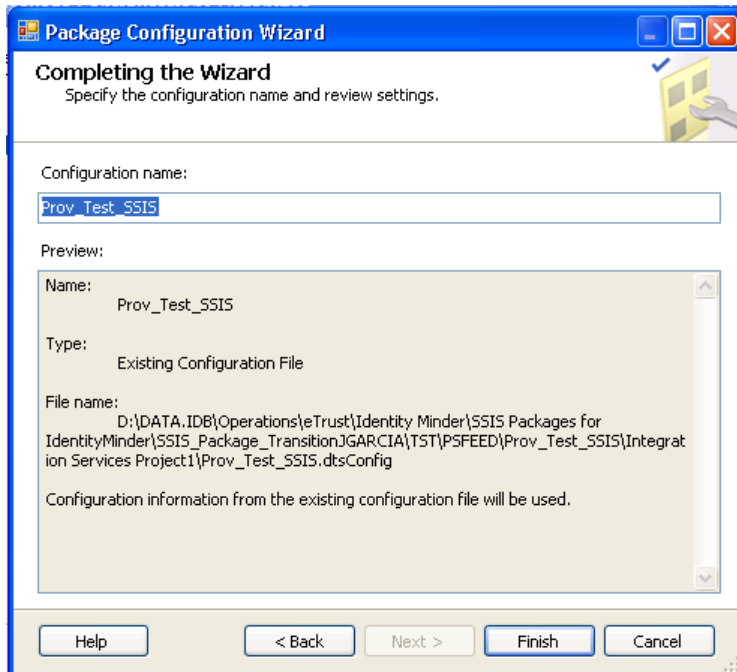 Package Configuration Wizard
Completing the Wizard
Specify the configuration name and review settings.
Configuration name:
Prov_Test_SSIS
Preview:
Name:
Prov_Test_SSIS
Type:
Existing Configuration File
File name:
D:\DATA.IDB\Operations\eTrust\Identity Minder\SSIS Packages for
IdentityMinder\SSIS_Package_TransitionJGARCIA\TST\PSFEED\Prov_Test_SSIS\Integrat
ion Services Project1\Prov_Test_SSIS.dtsConfig
Configuration information from the existing configuration file will be used.
Help
< Back
Next >
Finish
Cancel